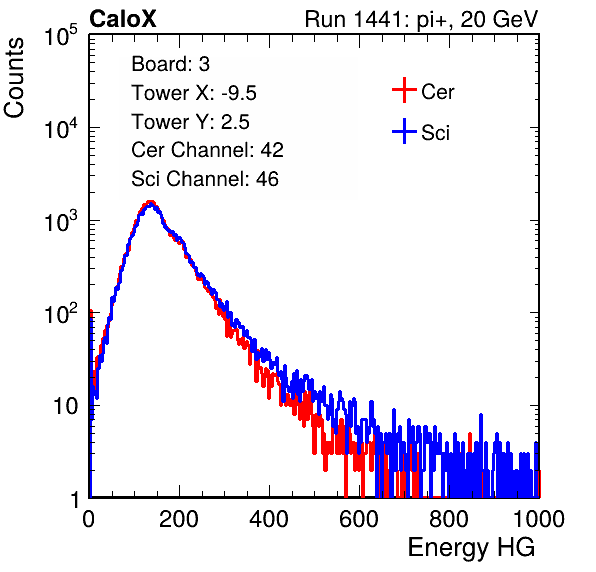 CaloX Run 1441: pi+, 20 GeV
Counts
Board: 3
Tower X: -9.5
Tower Y: 2.5
Cer Channel: 42
Sci Channel: 46
Cer
Sci
10^5
10^4
10^3
10^2
10
1
0 200 400 600 800 1000
Energy HG